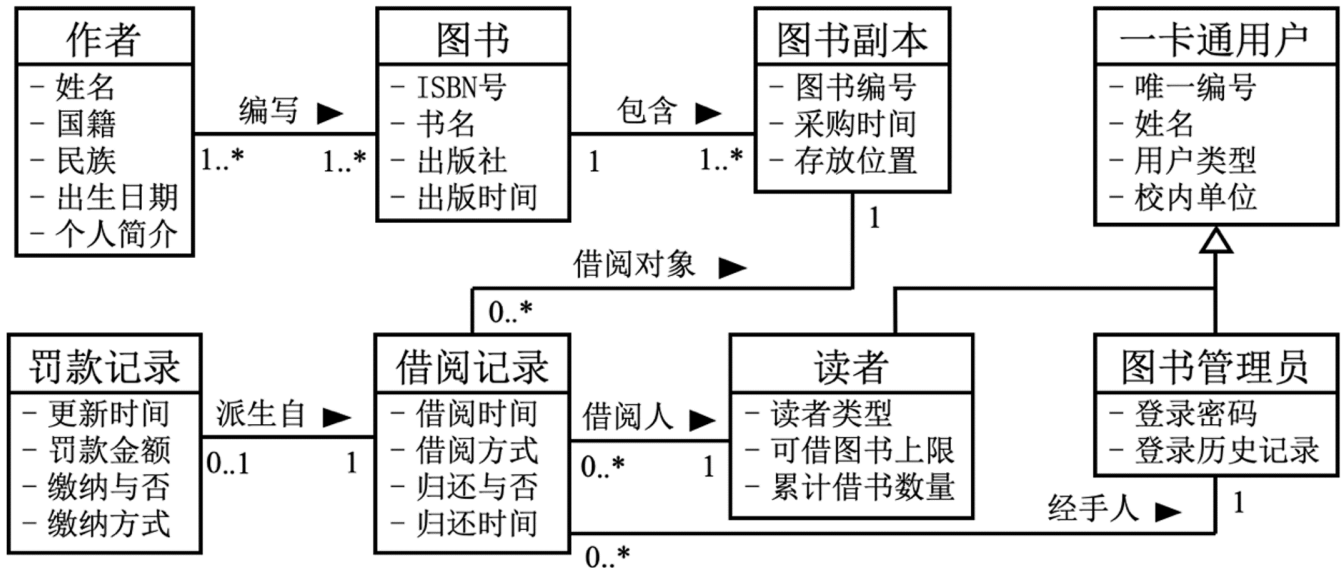 作者
- 姓名
- 国籍
- 民族
- 出生日期
- 个人简介
编写 ▶
1..*
1..*
图书
- ISBN号
- 书名
- 出版社
- 出版时间
包含 ▶
1
1..*
图书副本
- 图书编号
- 采购时间
- 存放位置
一卡通用户
- 唯一编号
- 姓名
- 用户类型
- 校内单位
1
借阅对象 ▶
0..*
罚款记录
- 更新时间
- 罚款金额
- 缴纳与否
- 缴纳方式
派生自 ▶
0..1
1
借阅记录
- 借阅时间
- 借阅方式
- 归还与否
- 归还时间
借阅人 ▶
0..*
1
读者
- 读者类型
- 可借图书上限
- 累计借书数量
图书管理员
- 登录密码
- 登录历史记录
经手人 ▶
1
0..*